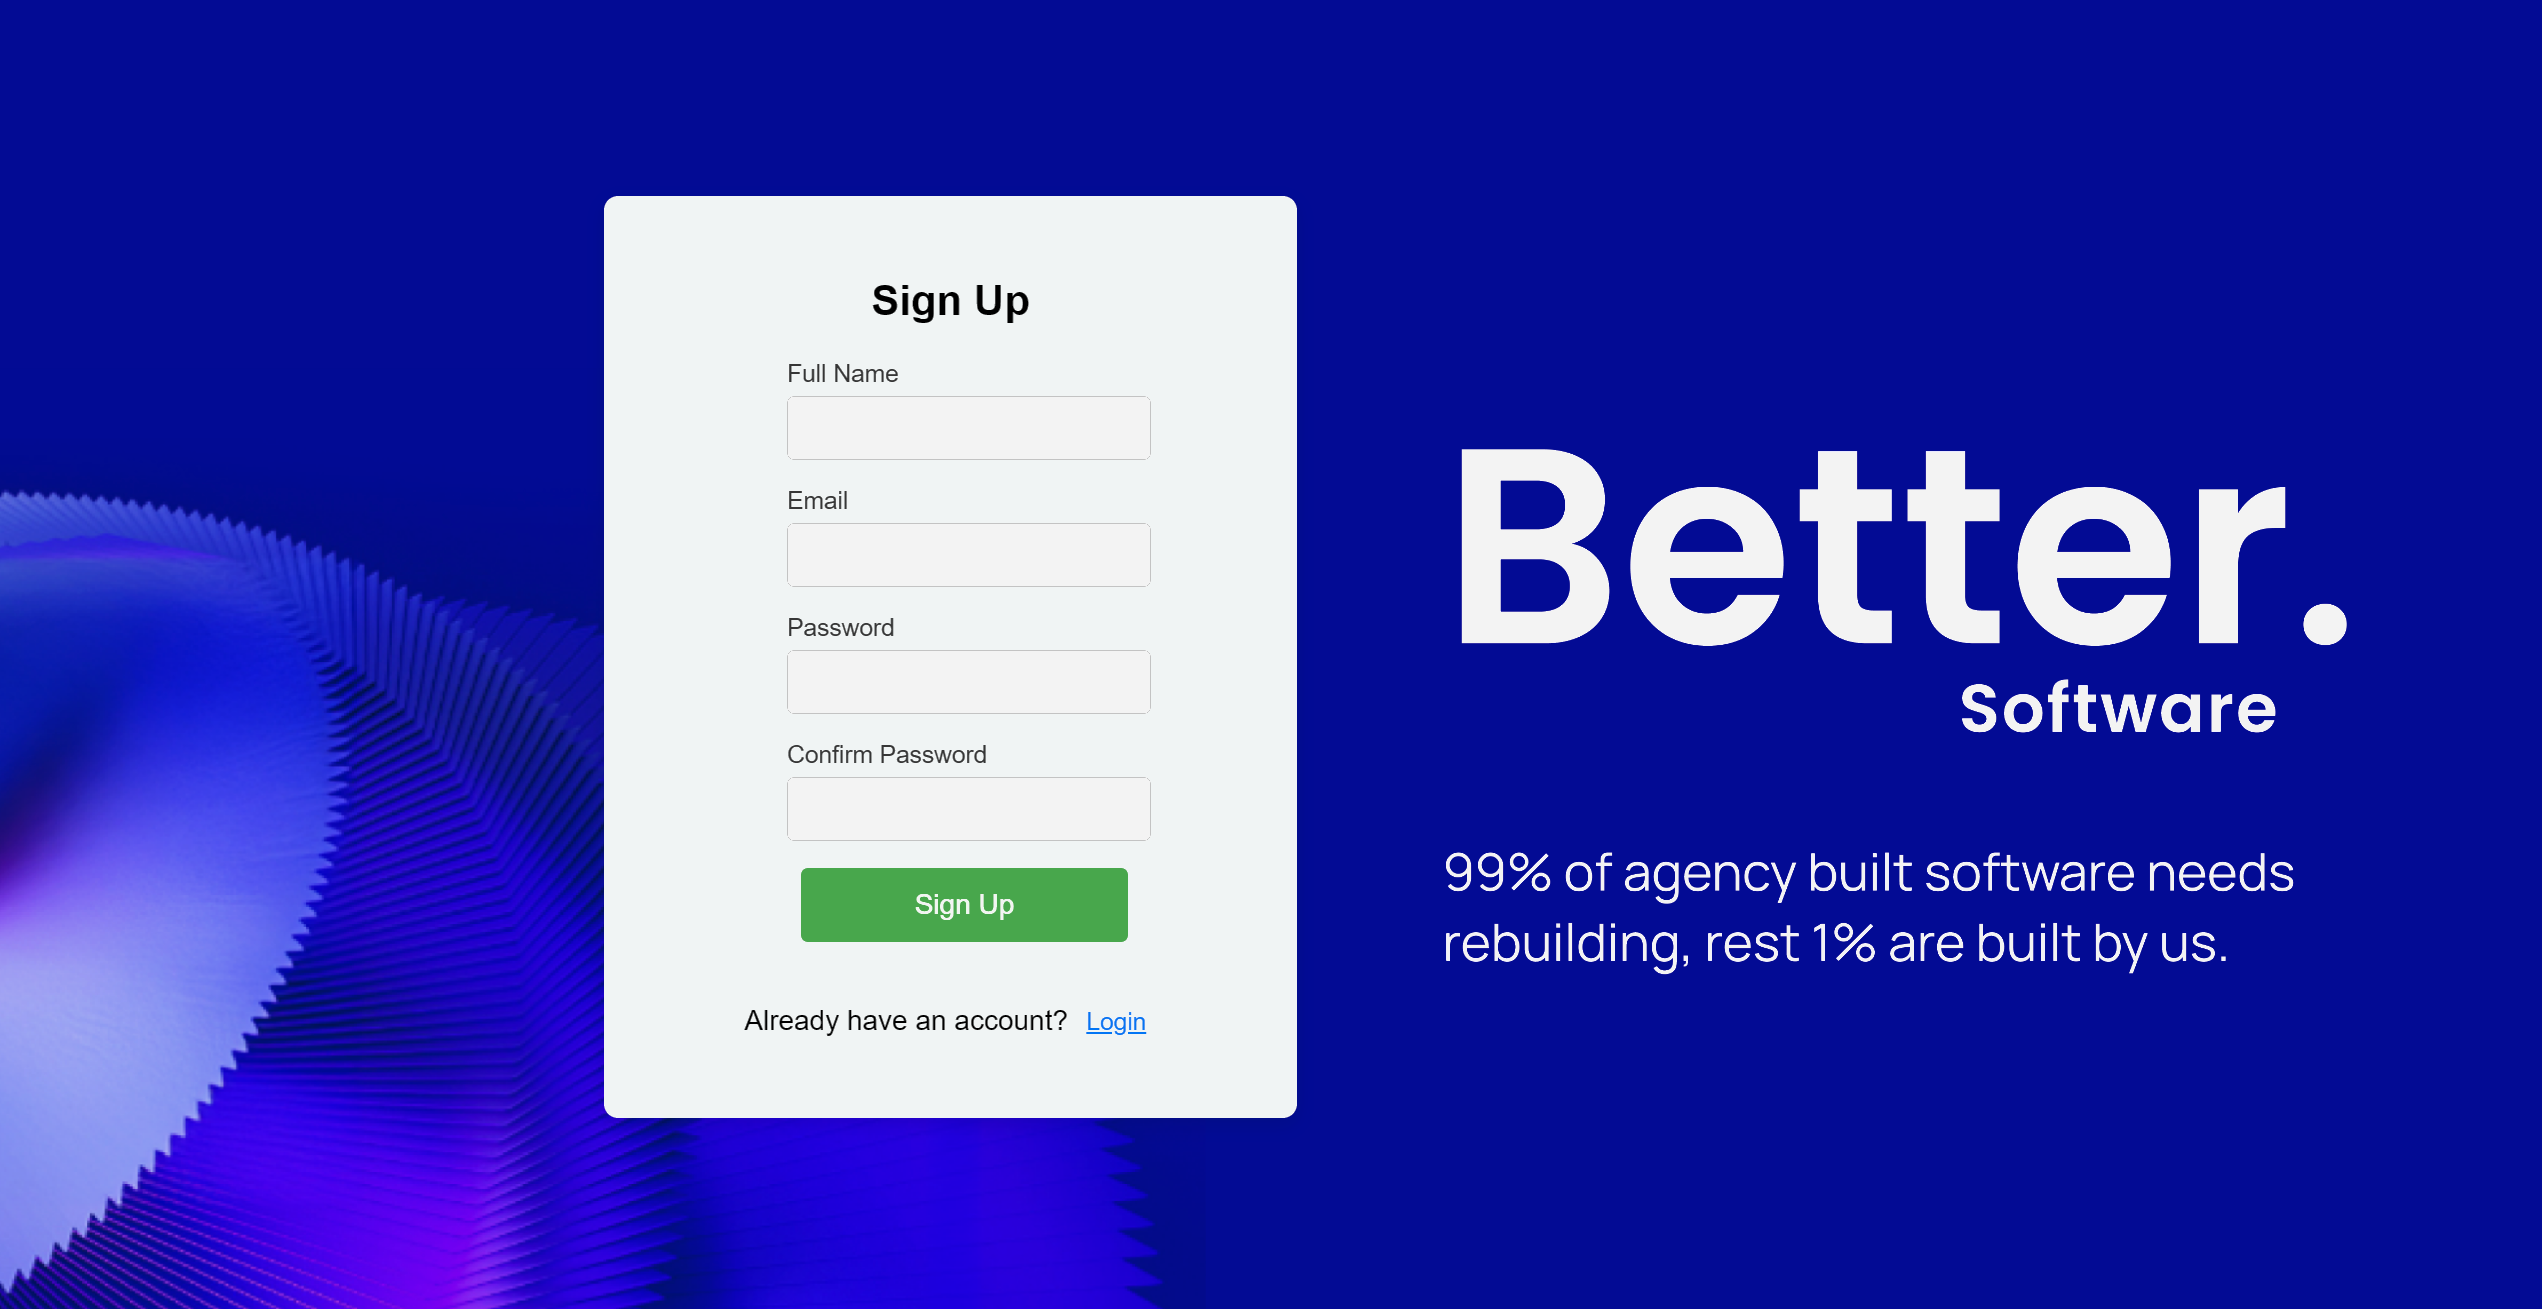 Sign Up
Full Name
Email
Password
Confirm Password
Sign Up
Already have an account? Login
Better.
Software
99% of agency built software needs
rebuilding, rest 1% are built by us.